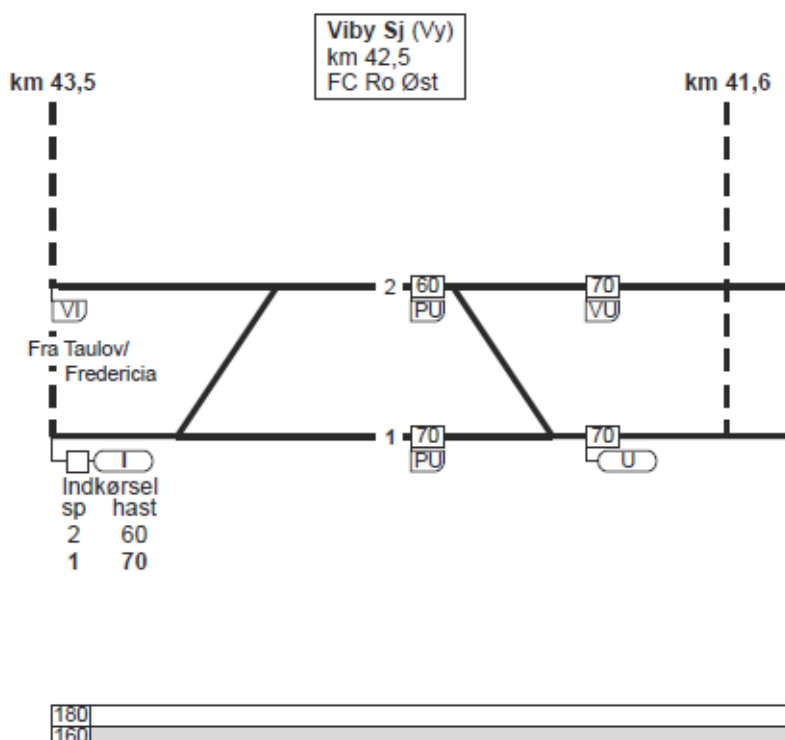 Viby Sj (Vy)
km 42,5
FC Ro Øst
km 43,5
km 41,6
2 60 70
VI PU VU
Fra Taulov/
Fredericia
1 70 70
I PU U
Indkørsel
sp hast
2 60
1 70
180
160